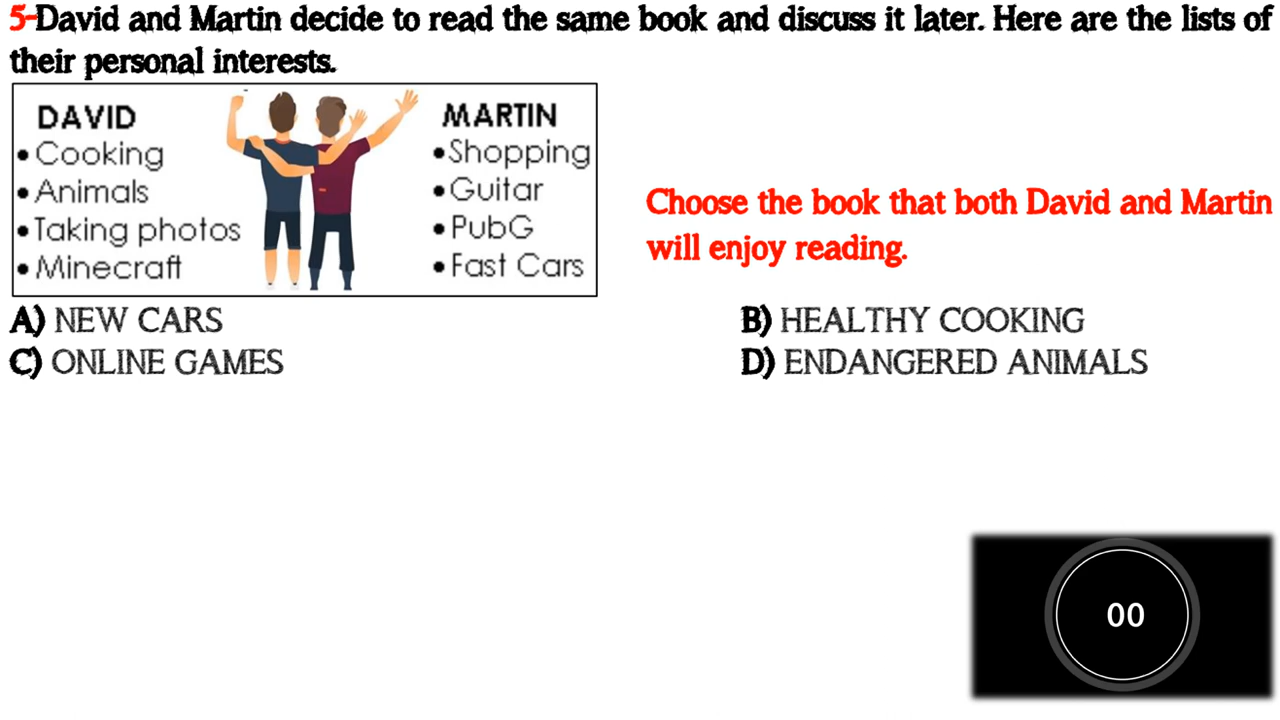 5-David and Martin decide to read the same book and discuss it later. Here are the lists of
their personal interests.
DAVID
• Cooking
• Animals
• Taking photos
• Minecraft
MARTIN
• Shopping
• Guitar
• PubG
• Fast Cars
Choose the book that both David and Martin
will enjoy reading.
A) NEW CARS
B) HEALTHY COOKING
C) ONLINE GAMES
D) ENDANGERED ANIMALS
00